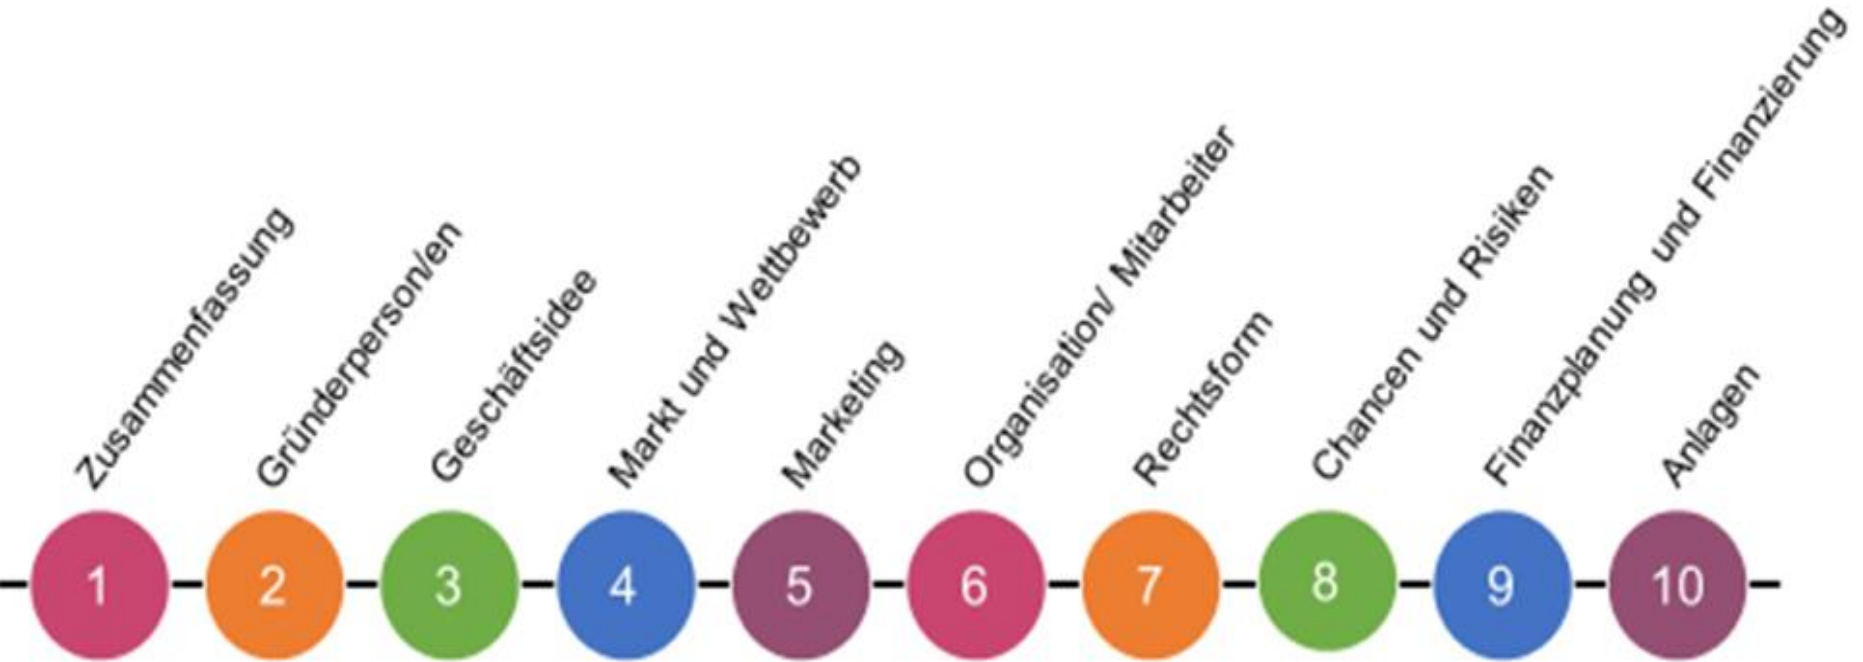 Zusammenfassung
Gründerperson/en
Geschäftsidee
Markt und Wettbewerb
Marketing
Organisation/ Mitarbeiter
Rechtsform
Chancen und Risiken
Finanzplanung und Finanzierung
Anlagen
1
2
3
4
5
6
7
8
9
10